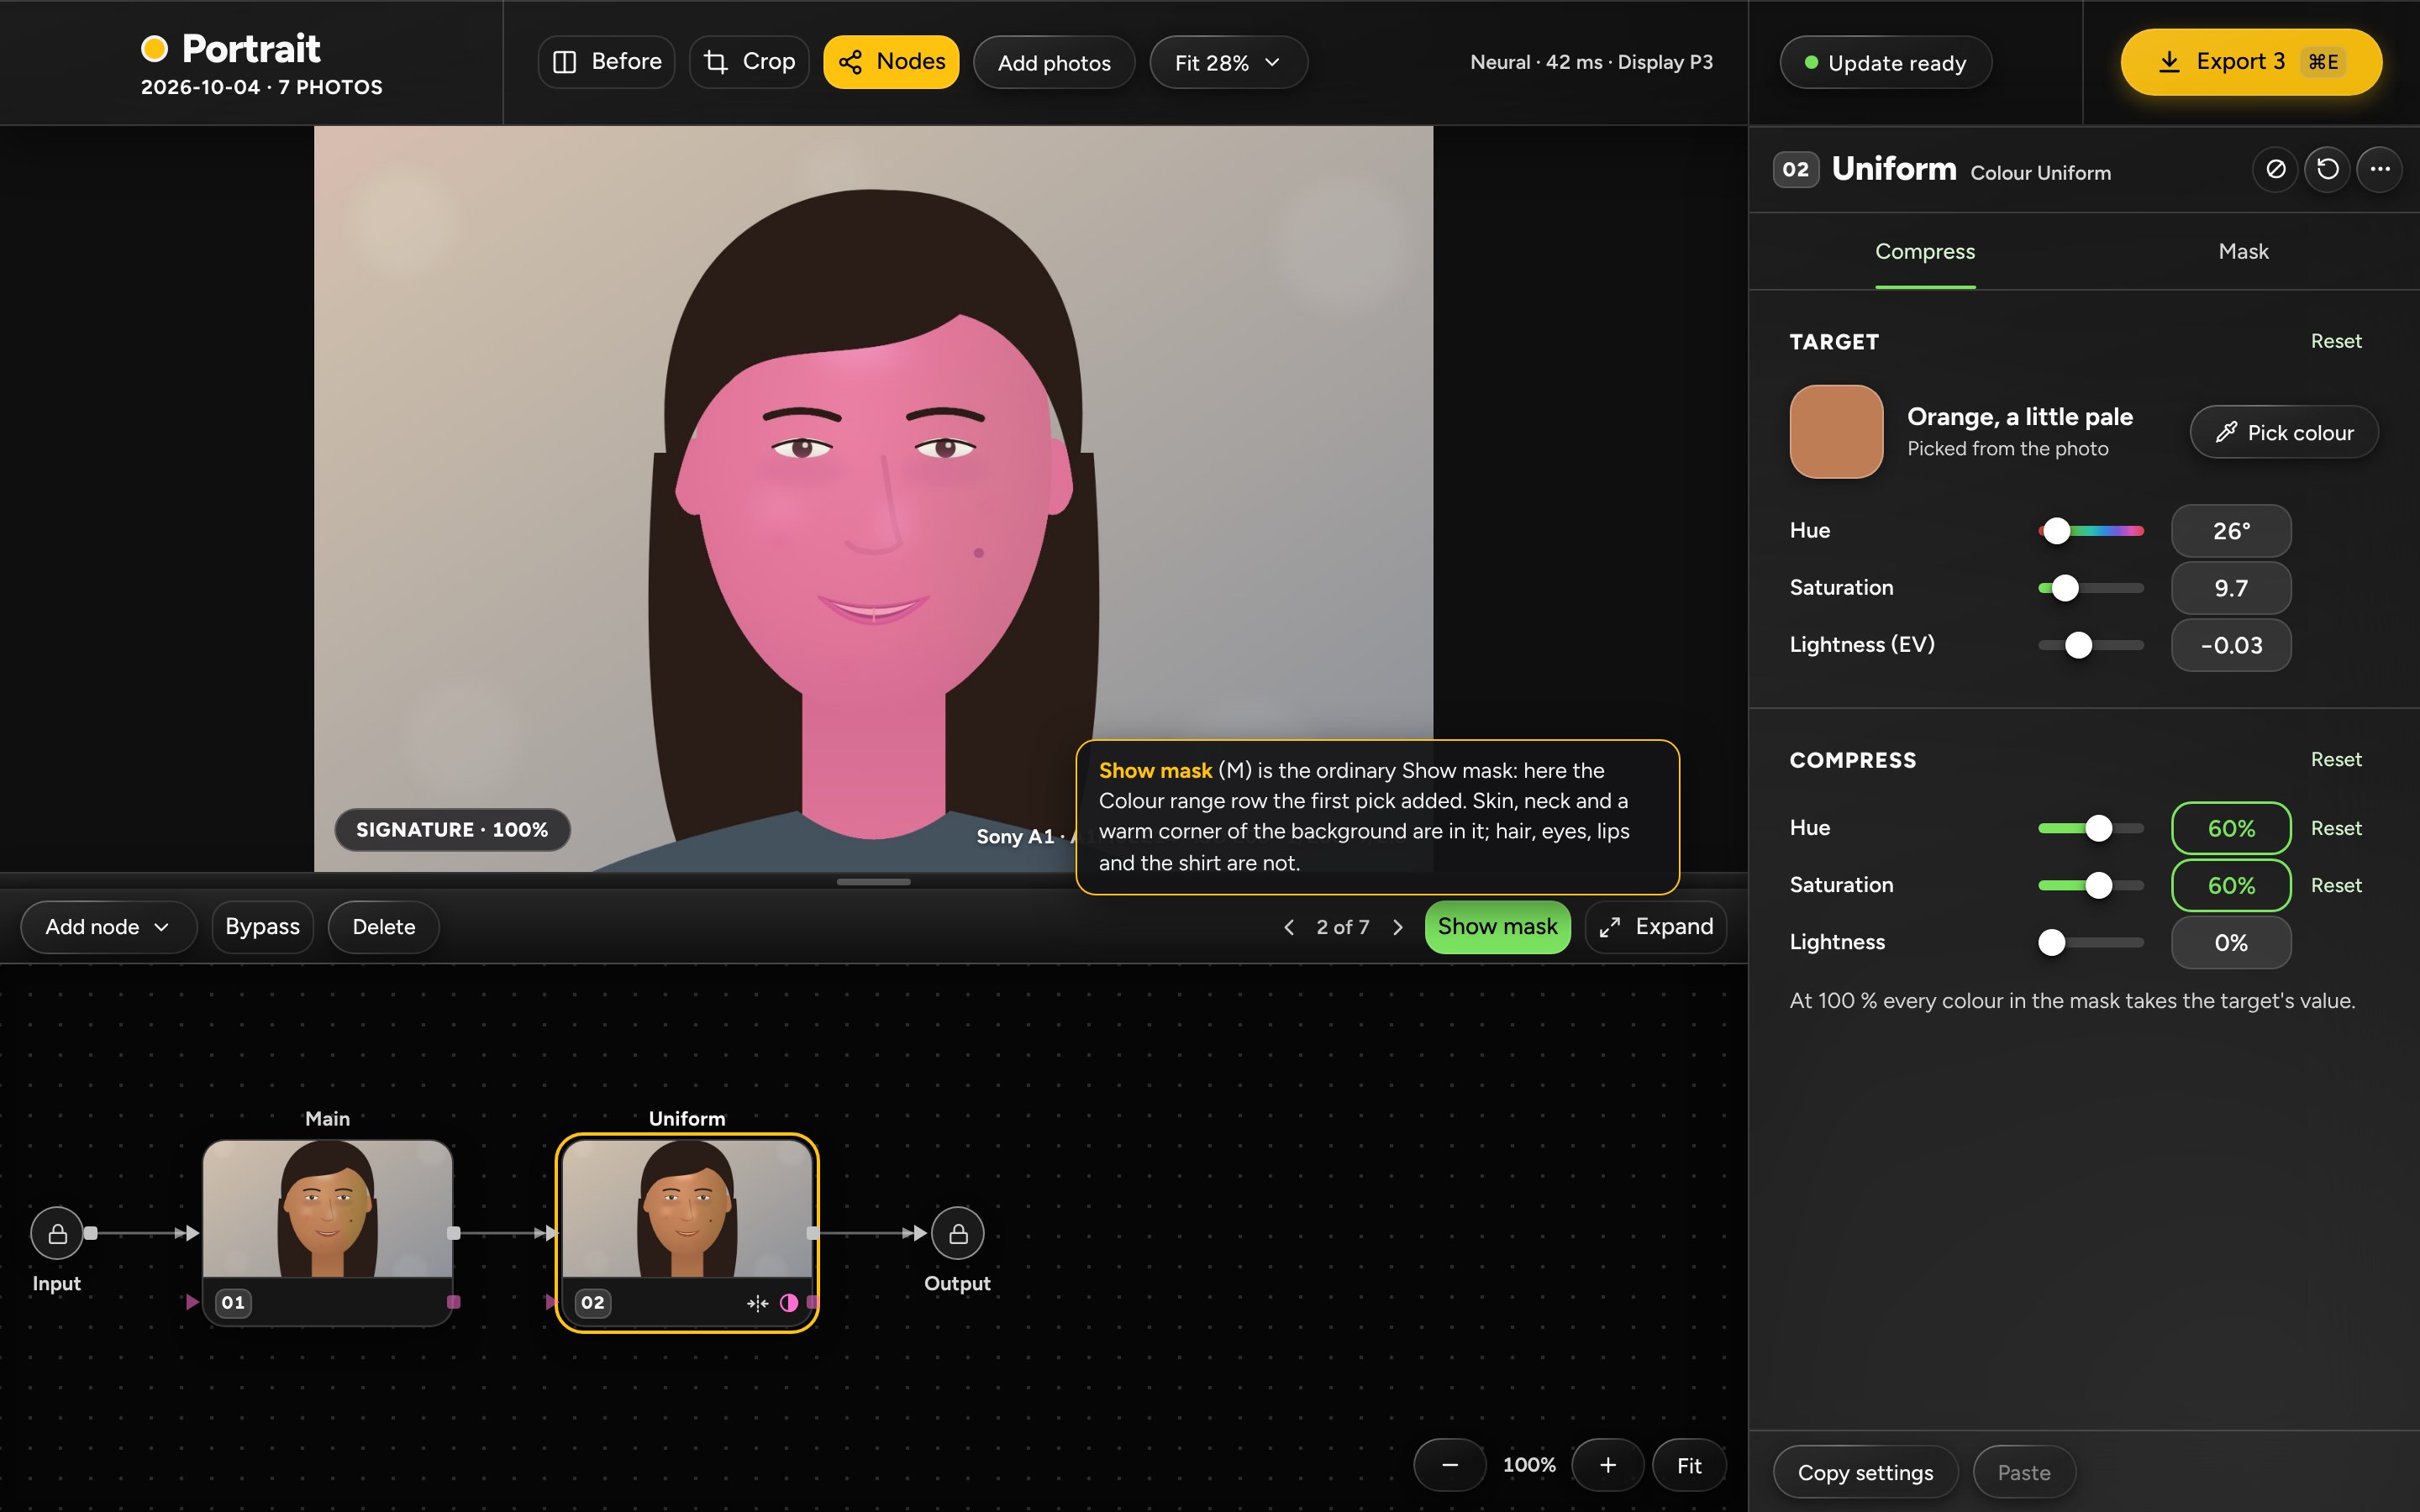 Portrait
2026-10-04 · 7 PHOTOS
Before
Crop
Nodes
Add photos
Fit 28%
Neural · 42 ms · Display P3
Update ready
Export 3 ⌘E
02 Uniform Colour Uniform
Compress
Mask
TARGET
Reset
Orange, a little pale
Picked from the photo
Pick colour
Hue
26°
Saturation
9.7
Lightness (EV)
−0.03
COMPRESS
Reset
Hue
60%
Reset
Saturation
60%
Reset
Lightness
0%
At 100 % every colour in the mask takes the target's value.
SIGNATURE · 100%
Sony A1 ·
Show mask (M) is the ordinary Show mask: here the
Colour range row the first pick added. Skin, neck and a
warm corner of the background are in it; hair, eyes, lips
and the shirt are not.
Add node
Bypass
Delete
2 of 7
Show mask
Expand
Main
Uniform
Input
01
02
Output
100%
Fit
Copy settings
Paste